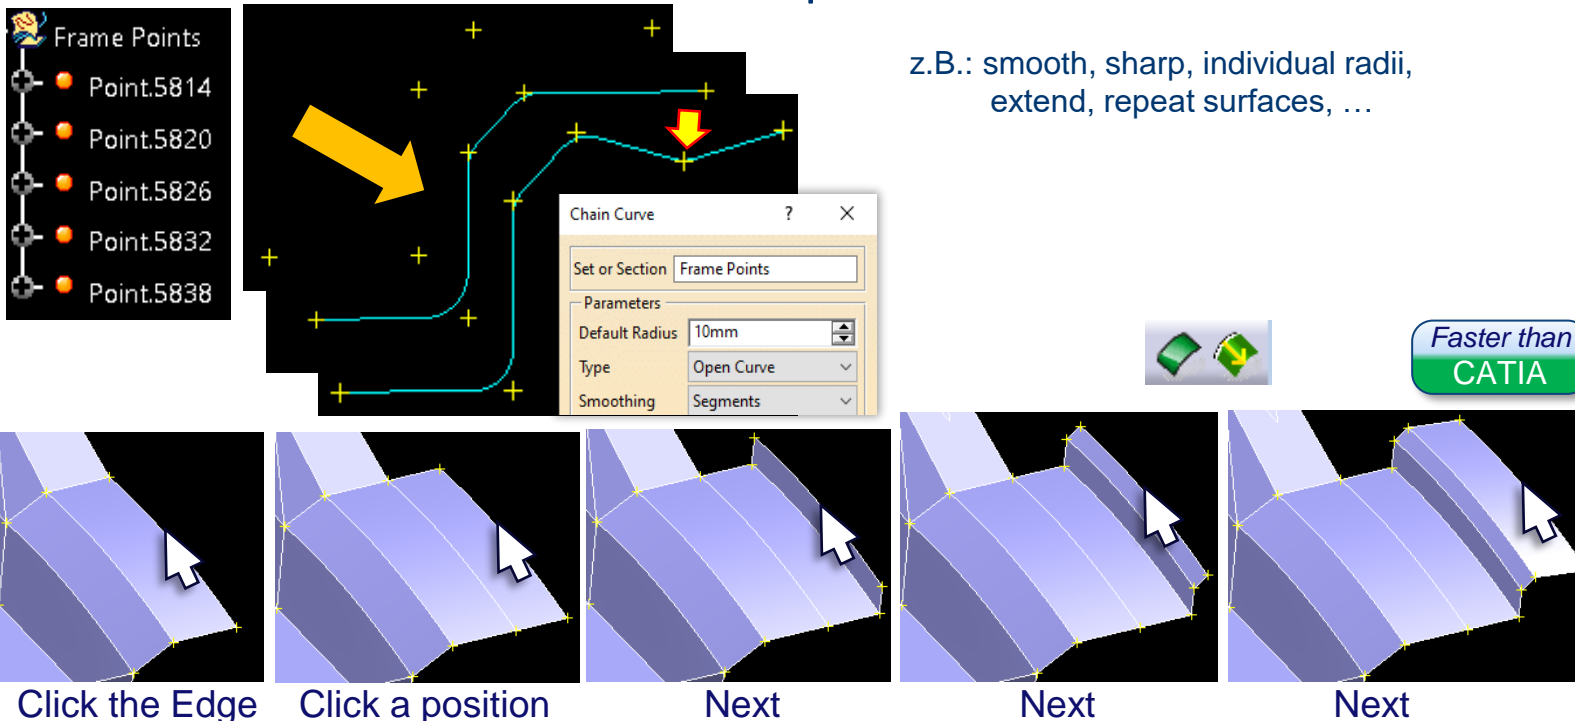 Frame Points
Point.5814
Point.5820
Point.5826
Point.5832
Point.5838
z.B.: smooth, sharp, individual radii,
extend, repeat surfaces, …
Chain Curve ? X
Set or Section Frame Points
Parameters
Default Radius 10mm
Type Open Curve
Smoothing Segments
Faster than
CATIA
Click the Edge
Click a position
Next
Next
Next